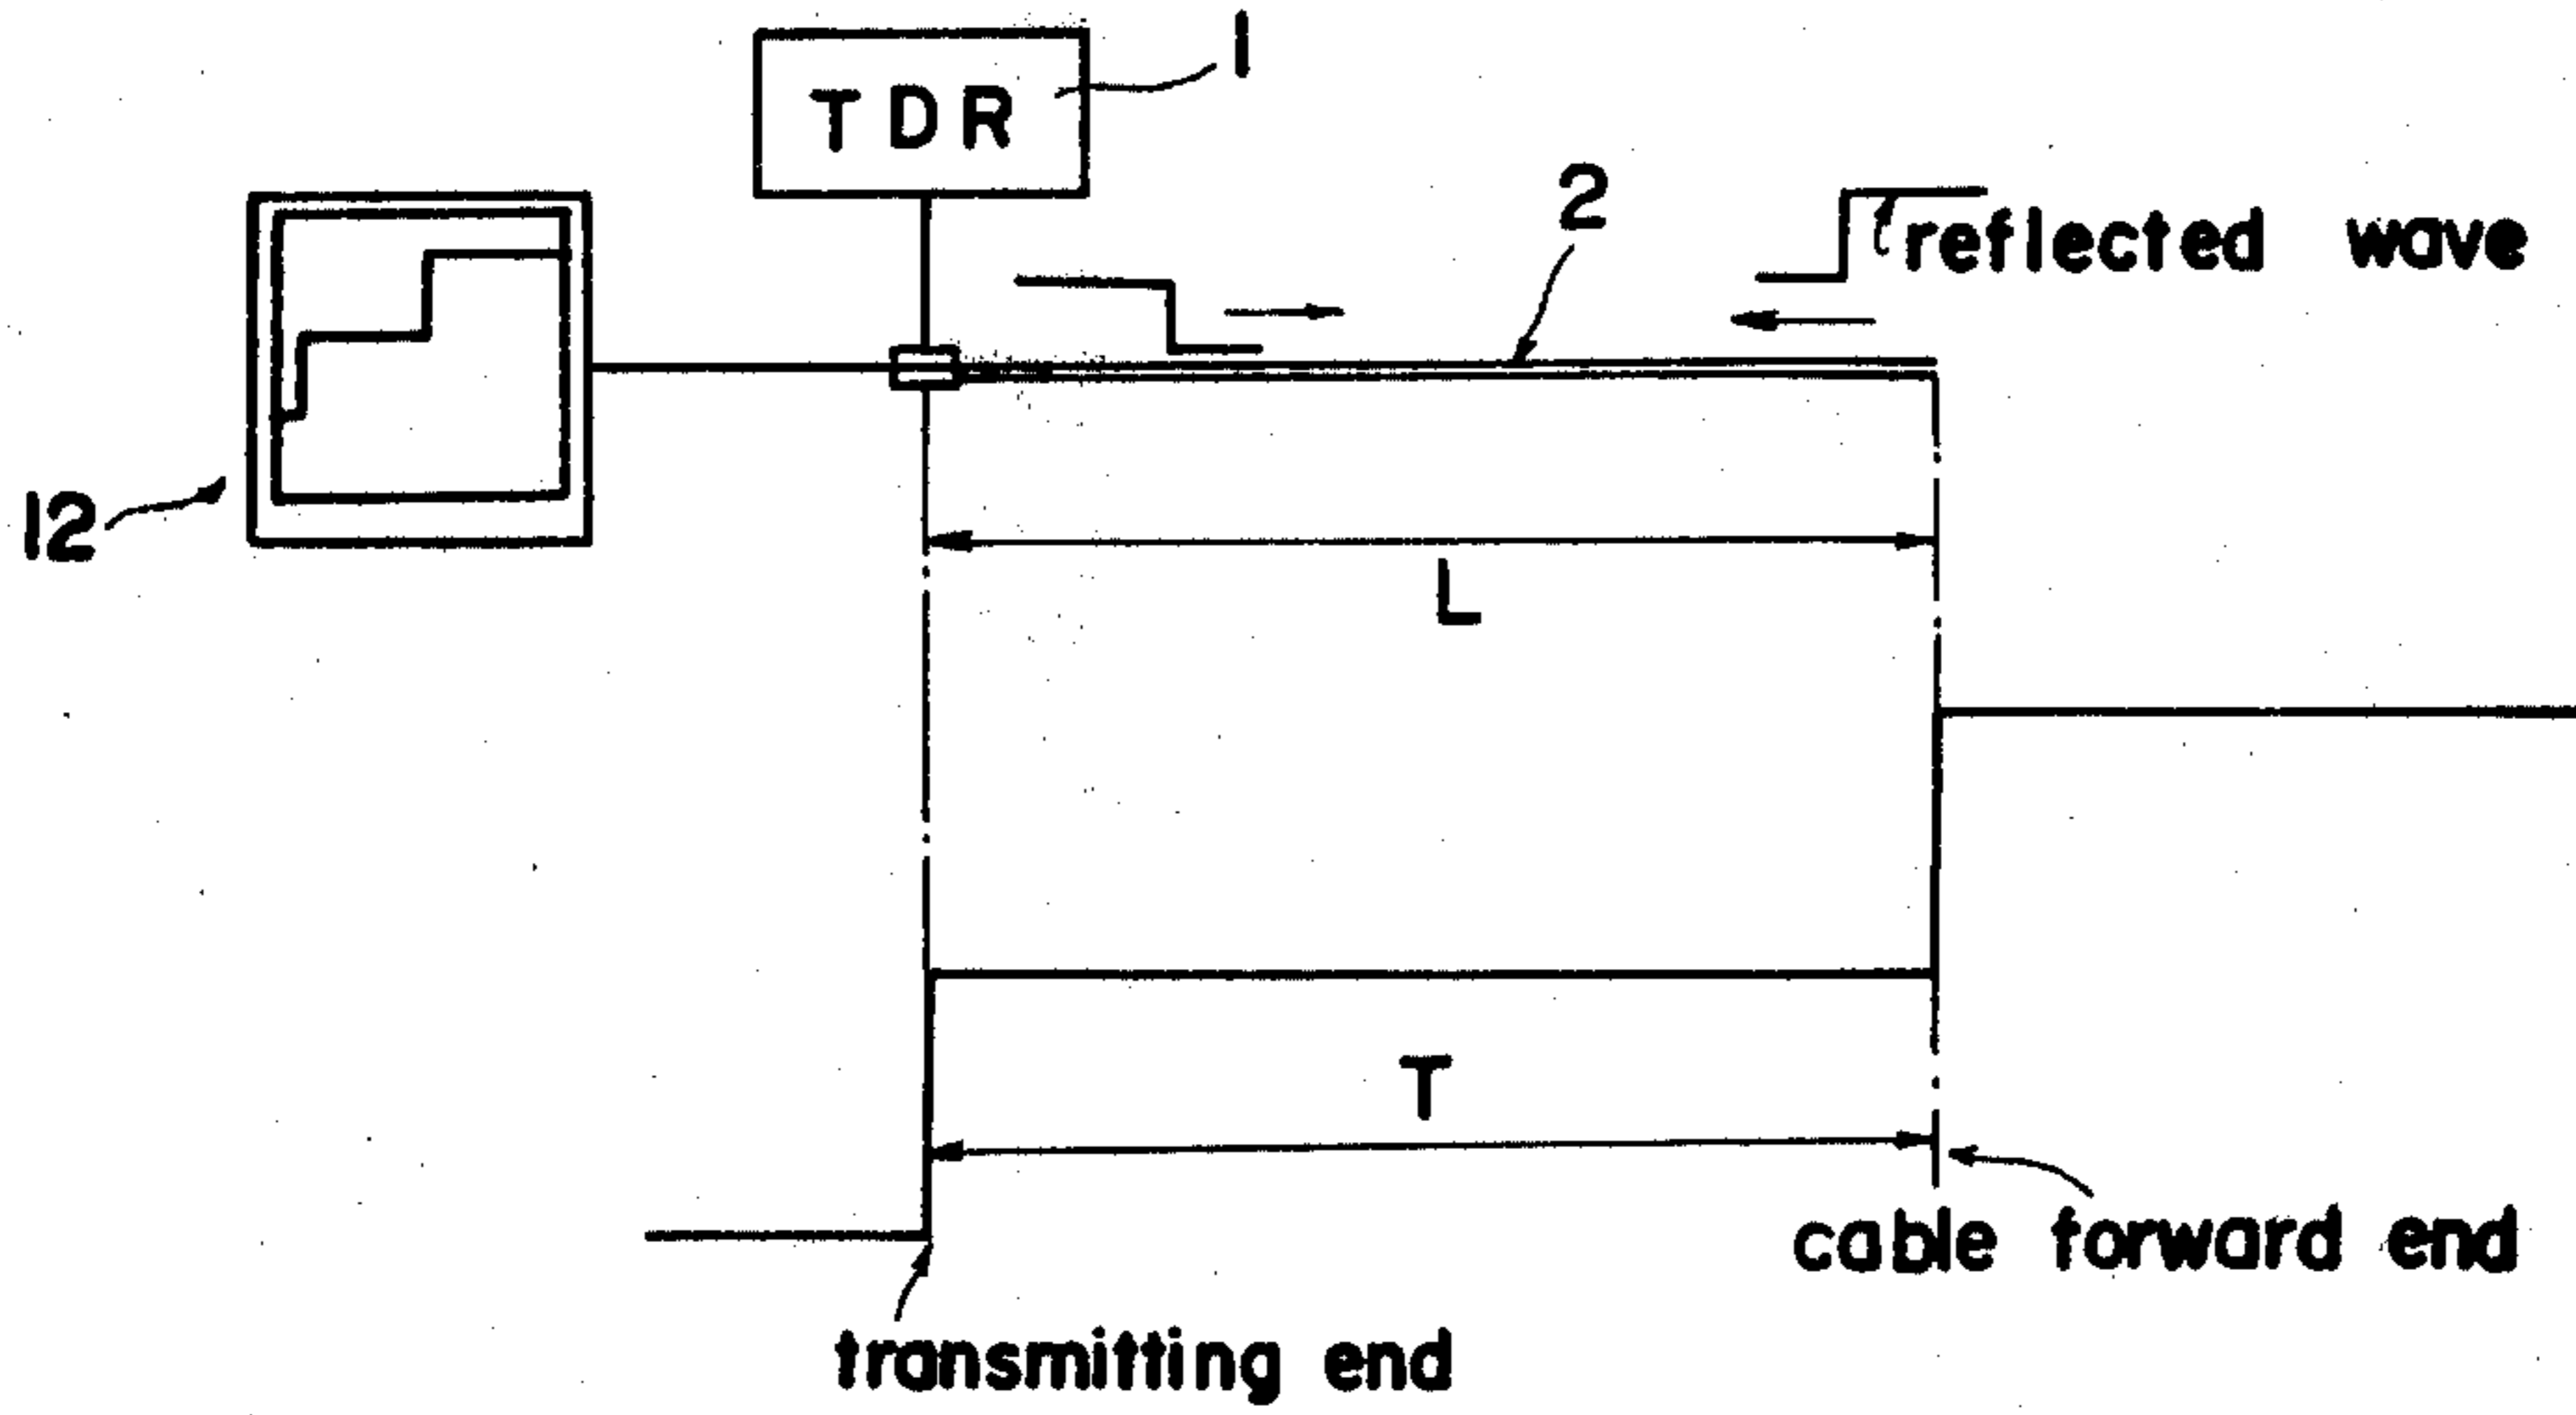 1
TDR
2
reflected wave
12
L
T
cable forward end
transmitting end